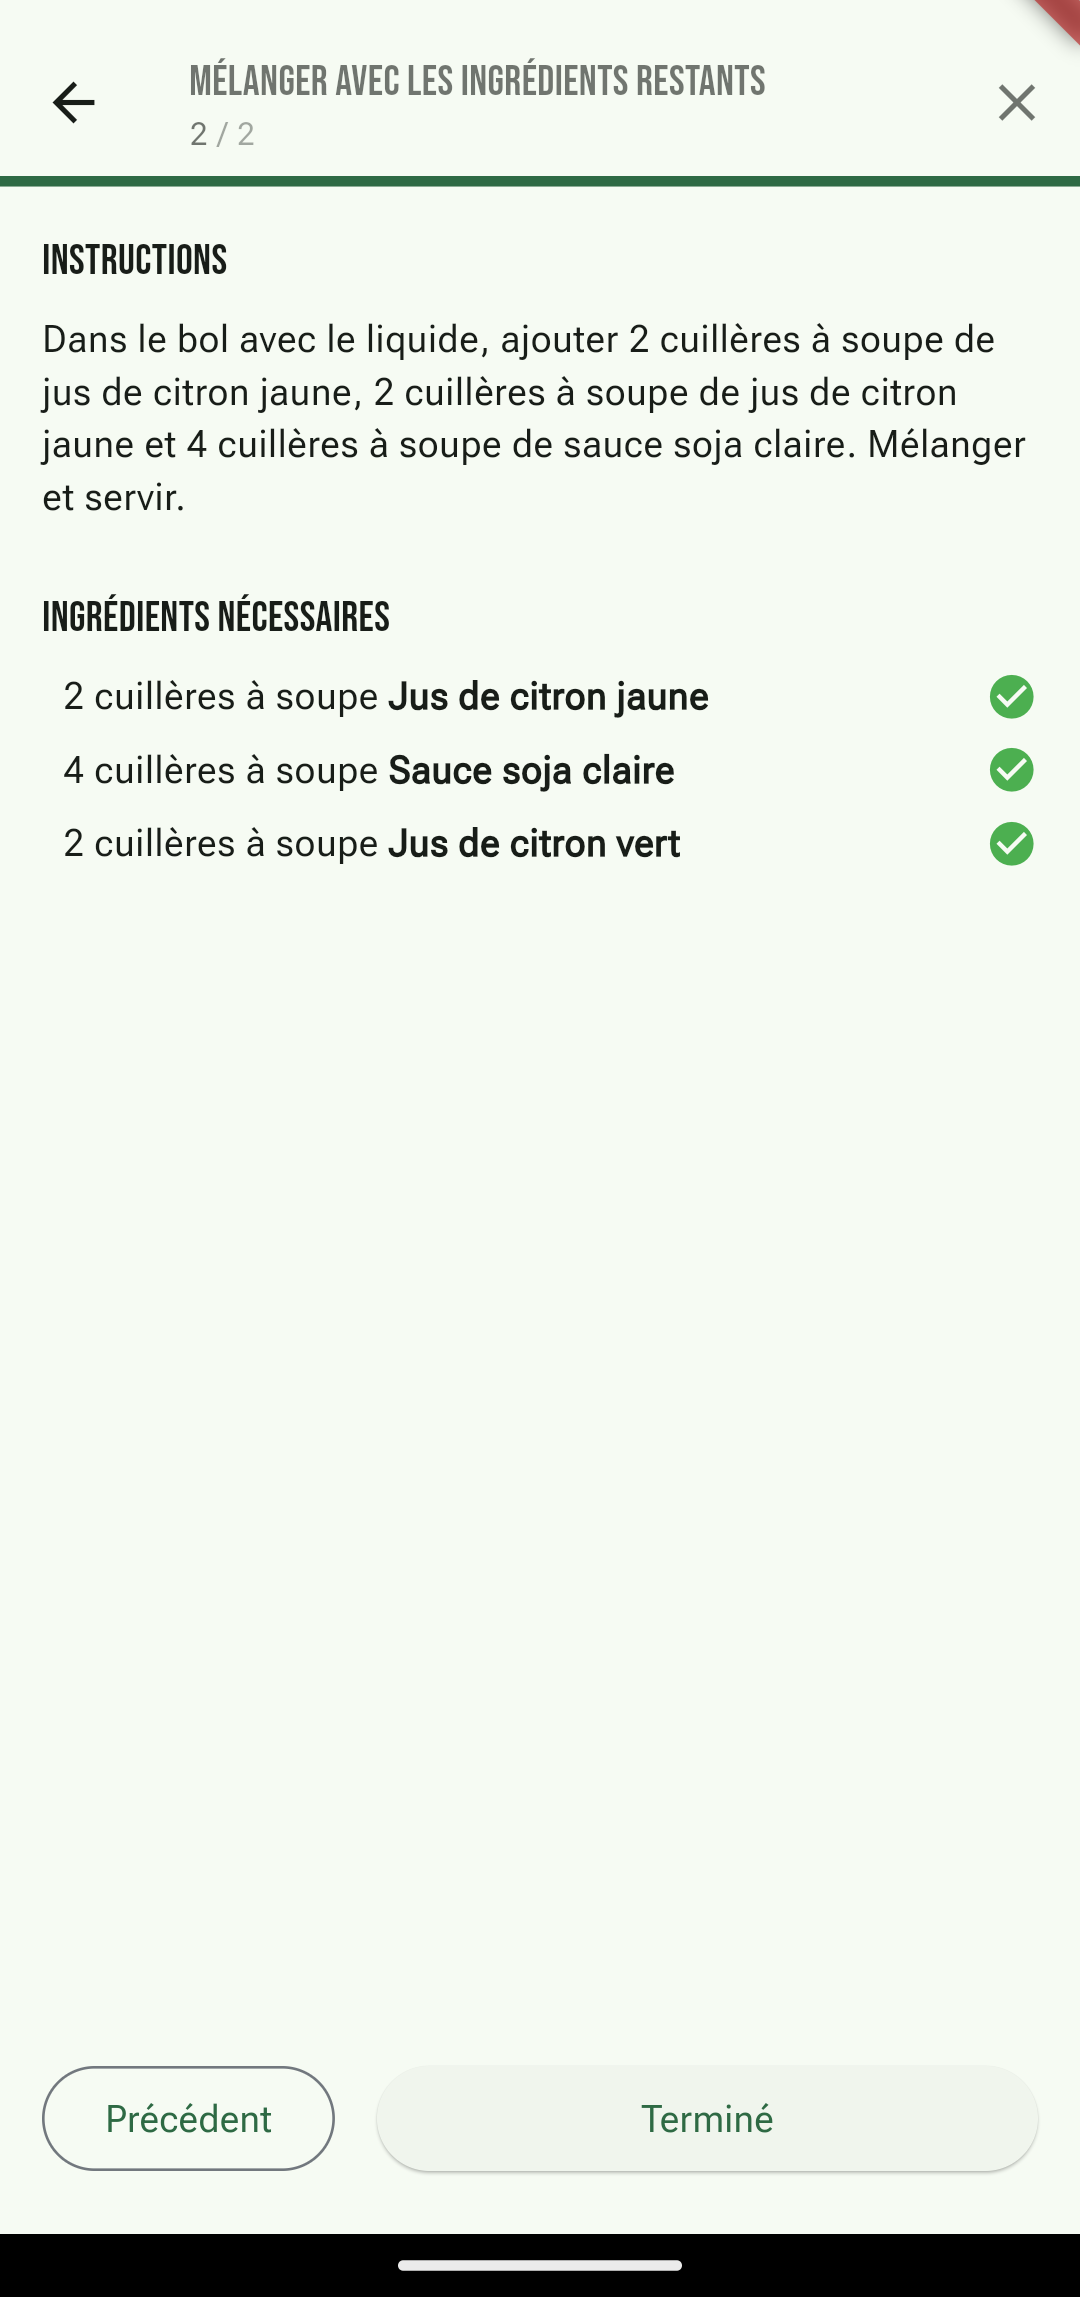 MÉLANGER AVEC LES INGRÉDIENTS RESTANTS
2 / 2
INSTRUCTIONS
Dans le bol avec le liquide, ajouter 2 cuillères à soupe de
jus de citron jaune, 2 cuillères à soupe de jus de citron
jaune et 4 cuillères à soupe de sauce soja claire. Mélanger
et servir.
INGRÉDIENTS NÉCESSAIRES
2 cuillères à soupe Jus de citron jaune
4 cuillères à soupe Sauce soja claire
2 cuillères à soupe Jus de citron vert
Précédent
Terminé